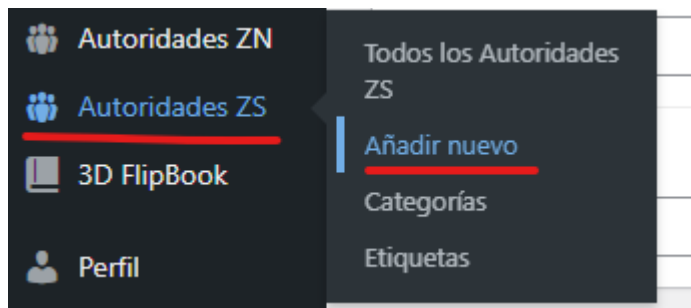 Autoridades ZN
Autoridades ZS
3D FlipBook
Perfil
Todos los Autoridades
ZS
Añadir nuevo
Categorías
Etiquetas